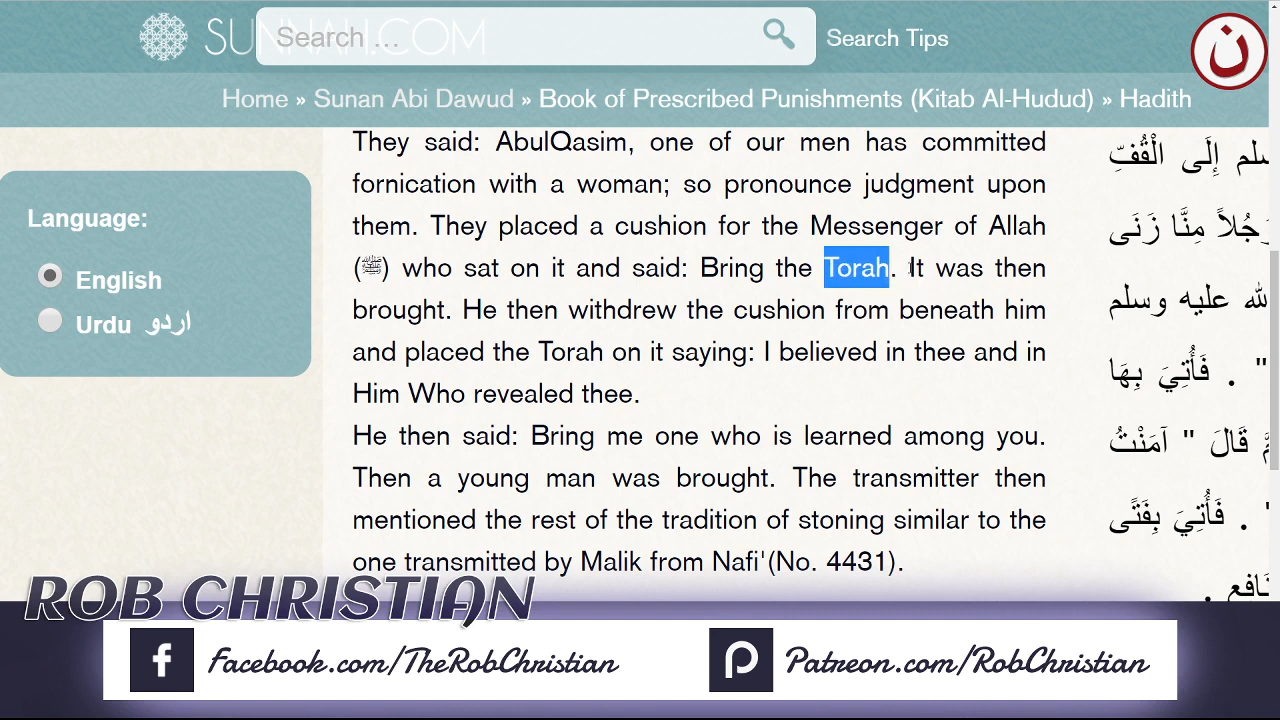 SUNNAH.COM
Search ...
Search Tips
ن
Home » Sunan Abi Dawud » Book of Prescribed Punishments (Kitab Al-Hudud) » Hadith
Language:
English
Urdu اردو
They said: AbulQasim, one of our men has committed
fornication with a woman; so pronounce judgment upon
them. They placed a cushion for the Messenger of Allah
(ﷺ) who sat on it and said: Bring the Torah. It was then
brought. He then withdrew the cushion from beneath him
and placed the Torah on it saying: I believed in thee and in
Him Who revealed thee.
He then said: Bring me one who is learned among you.
Then a young man was brought. The transmitter then
mentioned the rest of the tradition of stoning similar to the
one transmitted by Malik from Nafi'(No. 4431).
سلم إِلَى الْقُفِّ
رَجُلاً مِنَّا زَنَى
الله عليه وسلم
" . فَأُتِيَ بِهَا
ثُمَّ قَالَ " آمَنْتُ
" . فَأُتِيَ بِفَتًى
نَافِع .
ROB CHRISTIAN
f Facebook.com/TheRobChristian
Patreon.com/RobChristian